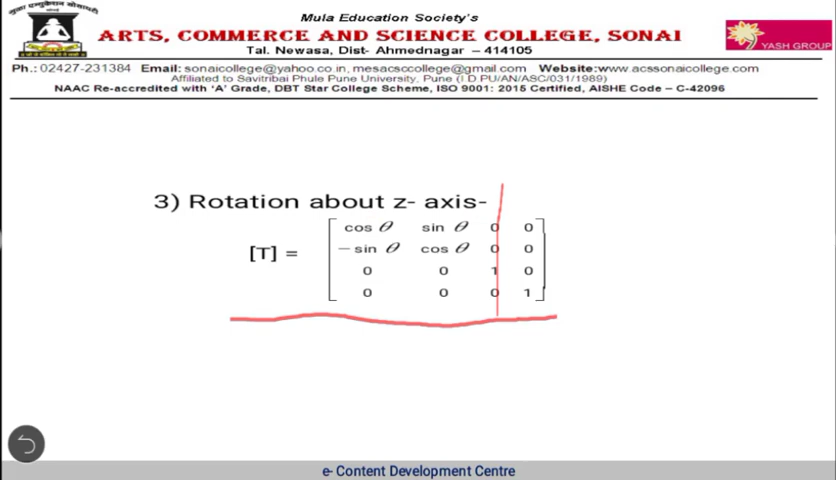 Mula Education Society's
ARTS, COMMERCE AND SCIENCE COLLEGE, SONAI
Tal. Newasa, Dist- Ahmednagar – 414105
YASH GROUP
Ph.: 02427-231384 Email: sonaicollege@yahoo.co.in, mesacsccollege@gmail.com Website:www.acssonaicollege.com
Affiliated to Savitribai Phule Pune University, Pune (I D PU/AN/ASC/031/1989)
NAAC Re-accredited with 'A' Grade, DBT Star College Scheme, ISO 9001: 2015 Certified, AISHE Code – C-42096
3) Rotation about z- axis-
[T] =
cos θ sin θ 0 0
− sin θ cos θ 0 0
0 0 1 0
0 0 0 1
e- Content Development Centre